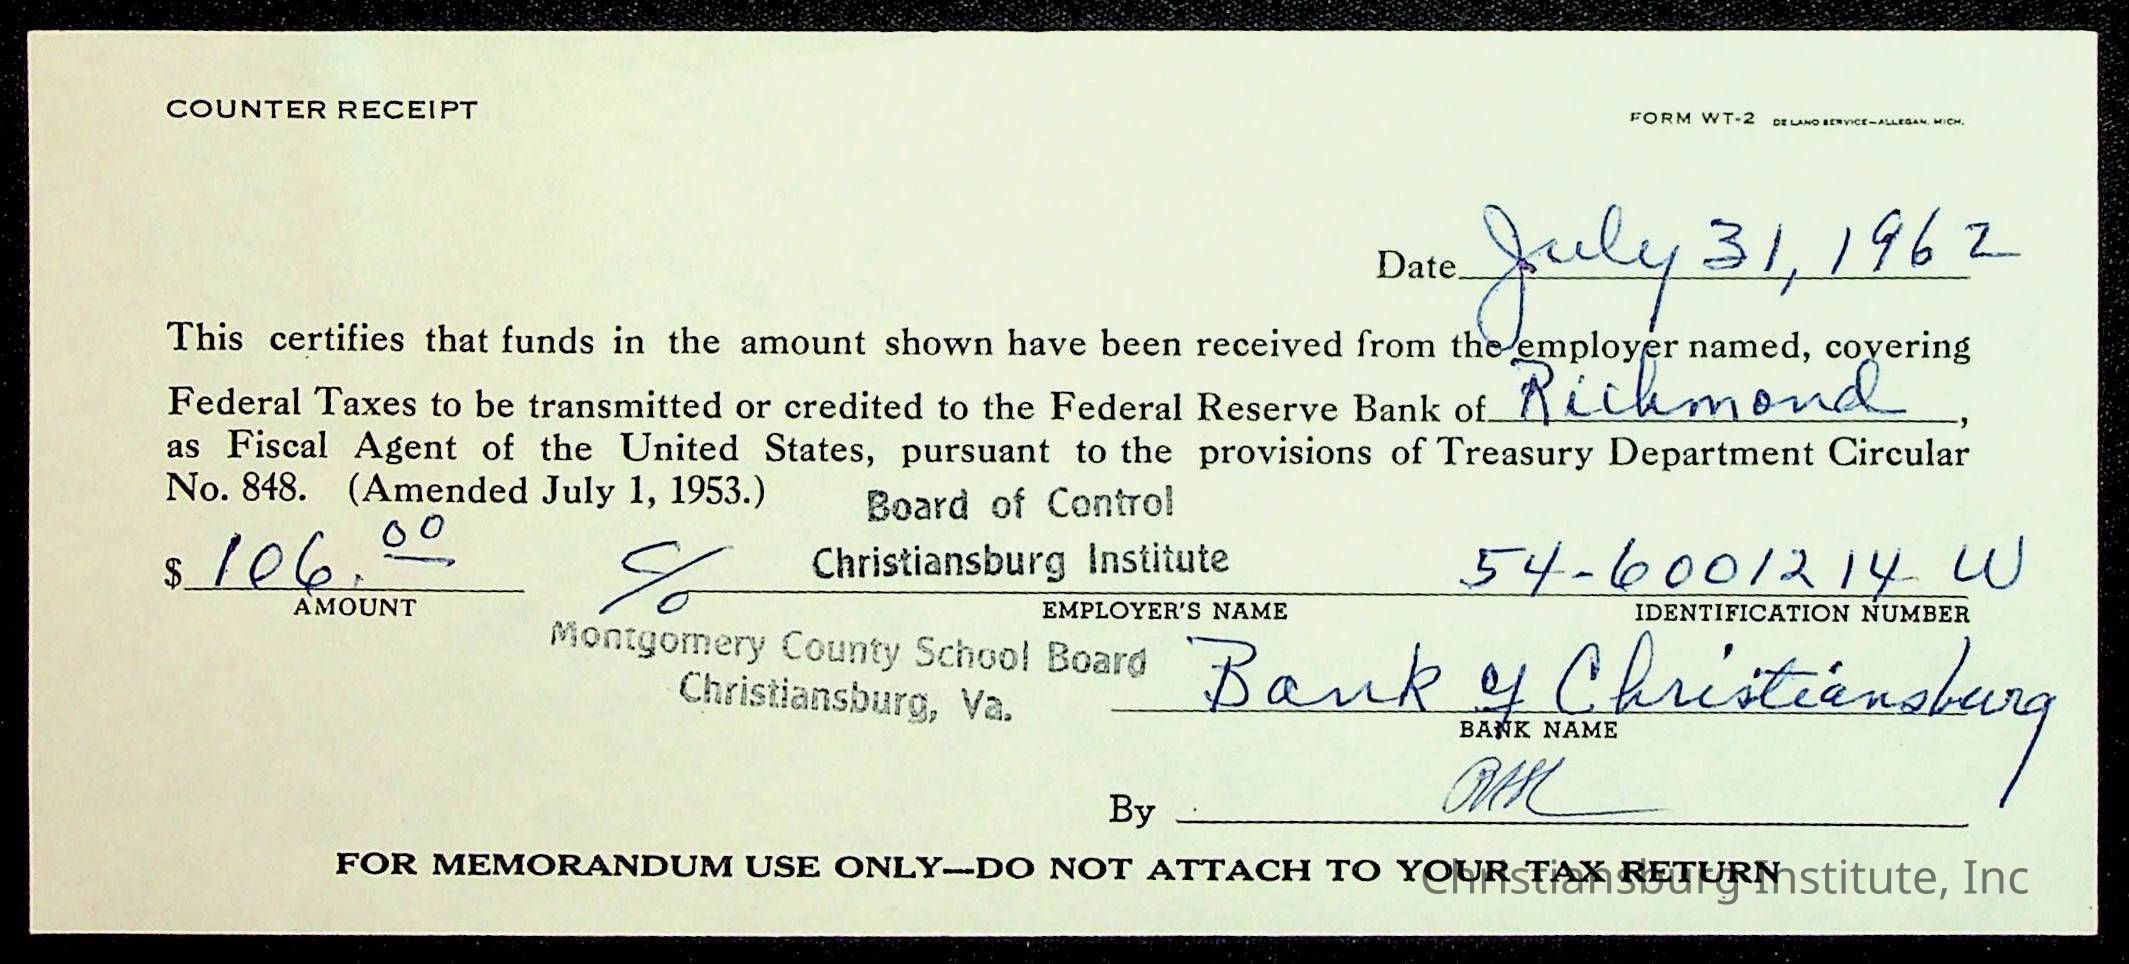 COUNTER RECEIPT
FORM WT-2 DE LANO SERVICE—ALLEGAN, MICH.
Date July 31, 1962
This certifies that funds in the amount shown have been received from the employer named, covering
Federal Taxes to be transmitted or credited to the Federal Reserve Bank of Richmond,
as Fiscal Agent of the United States, pursuant to the provisions of Treasury Department Circular
No. 848. (Amended July 1, 1953.)
Board of Control
$ 106.00 c/o Christiansburg Institute 54-6001214 W
AMOUNT EMPLOYER'S NAME IDENTIFICATION NUMBER
Montgomery County School Board
Christiansburg, Va.
Bank of Christiansburg
BANK NAME
By
FOR MEMORANDUM USE ONLY—DO NOT ATTACH TO YOUR TAX RETURN
Christiansburg Institute, Inc